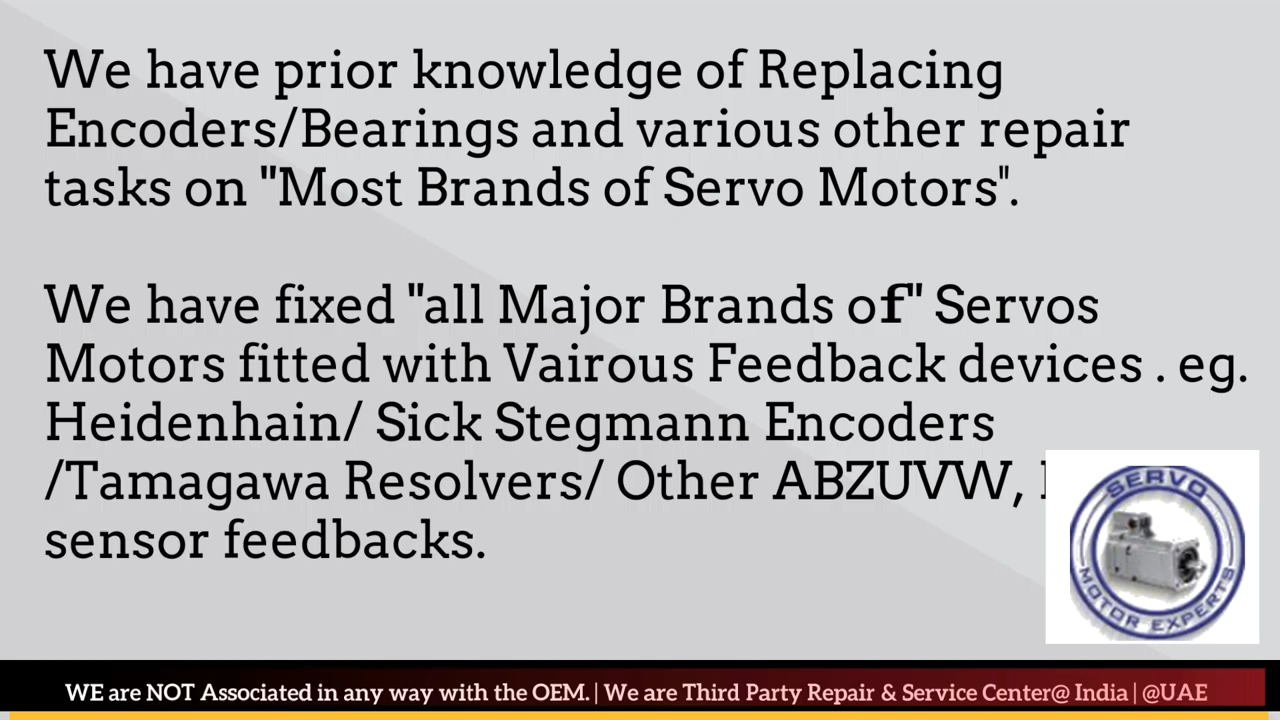 We have prior knowledge of Replacing
Encoders/Bearings and various other repair
tasks on "Most Brands of Servo Motors".
We have fixed "all Major Brands of" Servos
Motors fitted with Vairous Feedback devices . eg.
Heidenhain/ Sick Stegmann Encoders
/Tamagawa Resolvers/ Other ABZUVW,
sensor feedbacks.
SERVO
MOTOR EXPERTS
WE are NOT Associated in any way with the OEM. | We are Third Party Repair & Service Center@ India | @UAE